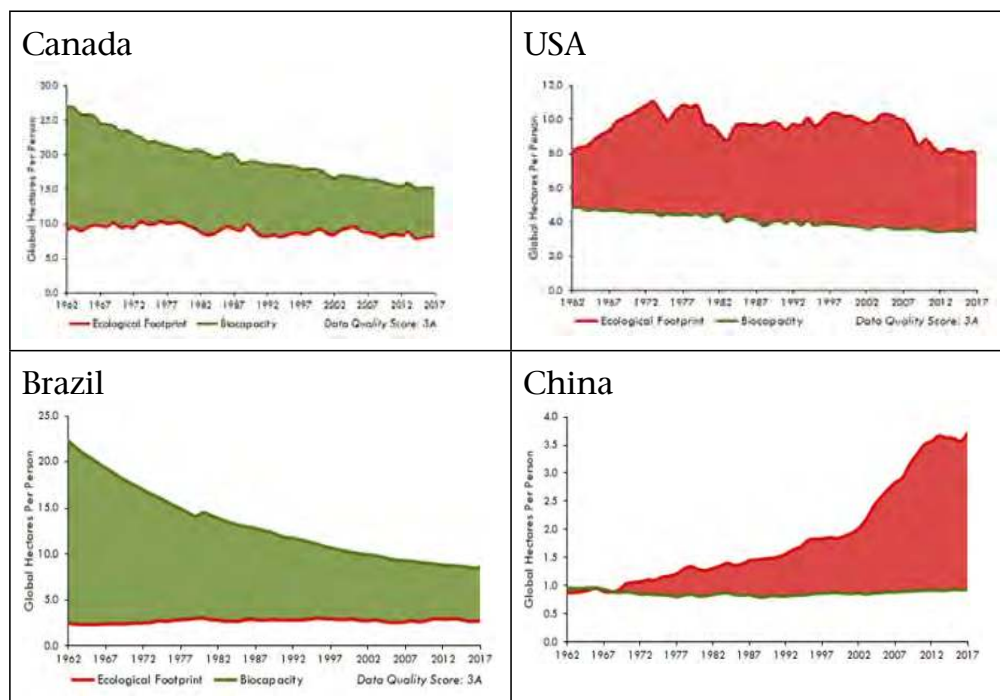 Canada
Global Hectares Per Person
30.0
25.0
20.0
15.0
10.0
0.0
1962 1967 1972 1977 1982 1987 1992 1997 2002 2007 2012 2017
Ecological Footprint Biocapacity Data Quality Score: 3A
USA
Global Hectares Per Person
12.0
10.0
8.0
6.0
4.0
2.0
0.0
1962 1967 1972 1977 1982 1987 1992 1997 2002 2007 2012 2017
Ecological Footprint Biocapacity Data Quality Score: 3A
Brazil
Global Hectares Per Person
25.0
20.0
15.0
10.0
5.0
0.0
1962 1967 1972 1977 1982 1987 1992 1997 2002 2007 2012 2017
Ecological Footprint Biocapacity Data Quality Score: 3A
China
Global Hectares Per Person
4.0
3.5
3.0
2.5
2.0
1.5
1.0
0.5
0.0
1962 1967 1972 1977 1982 1987 1992 1997 2002 2007 2012 2017